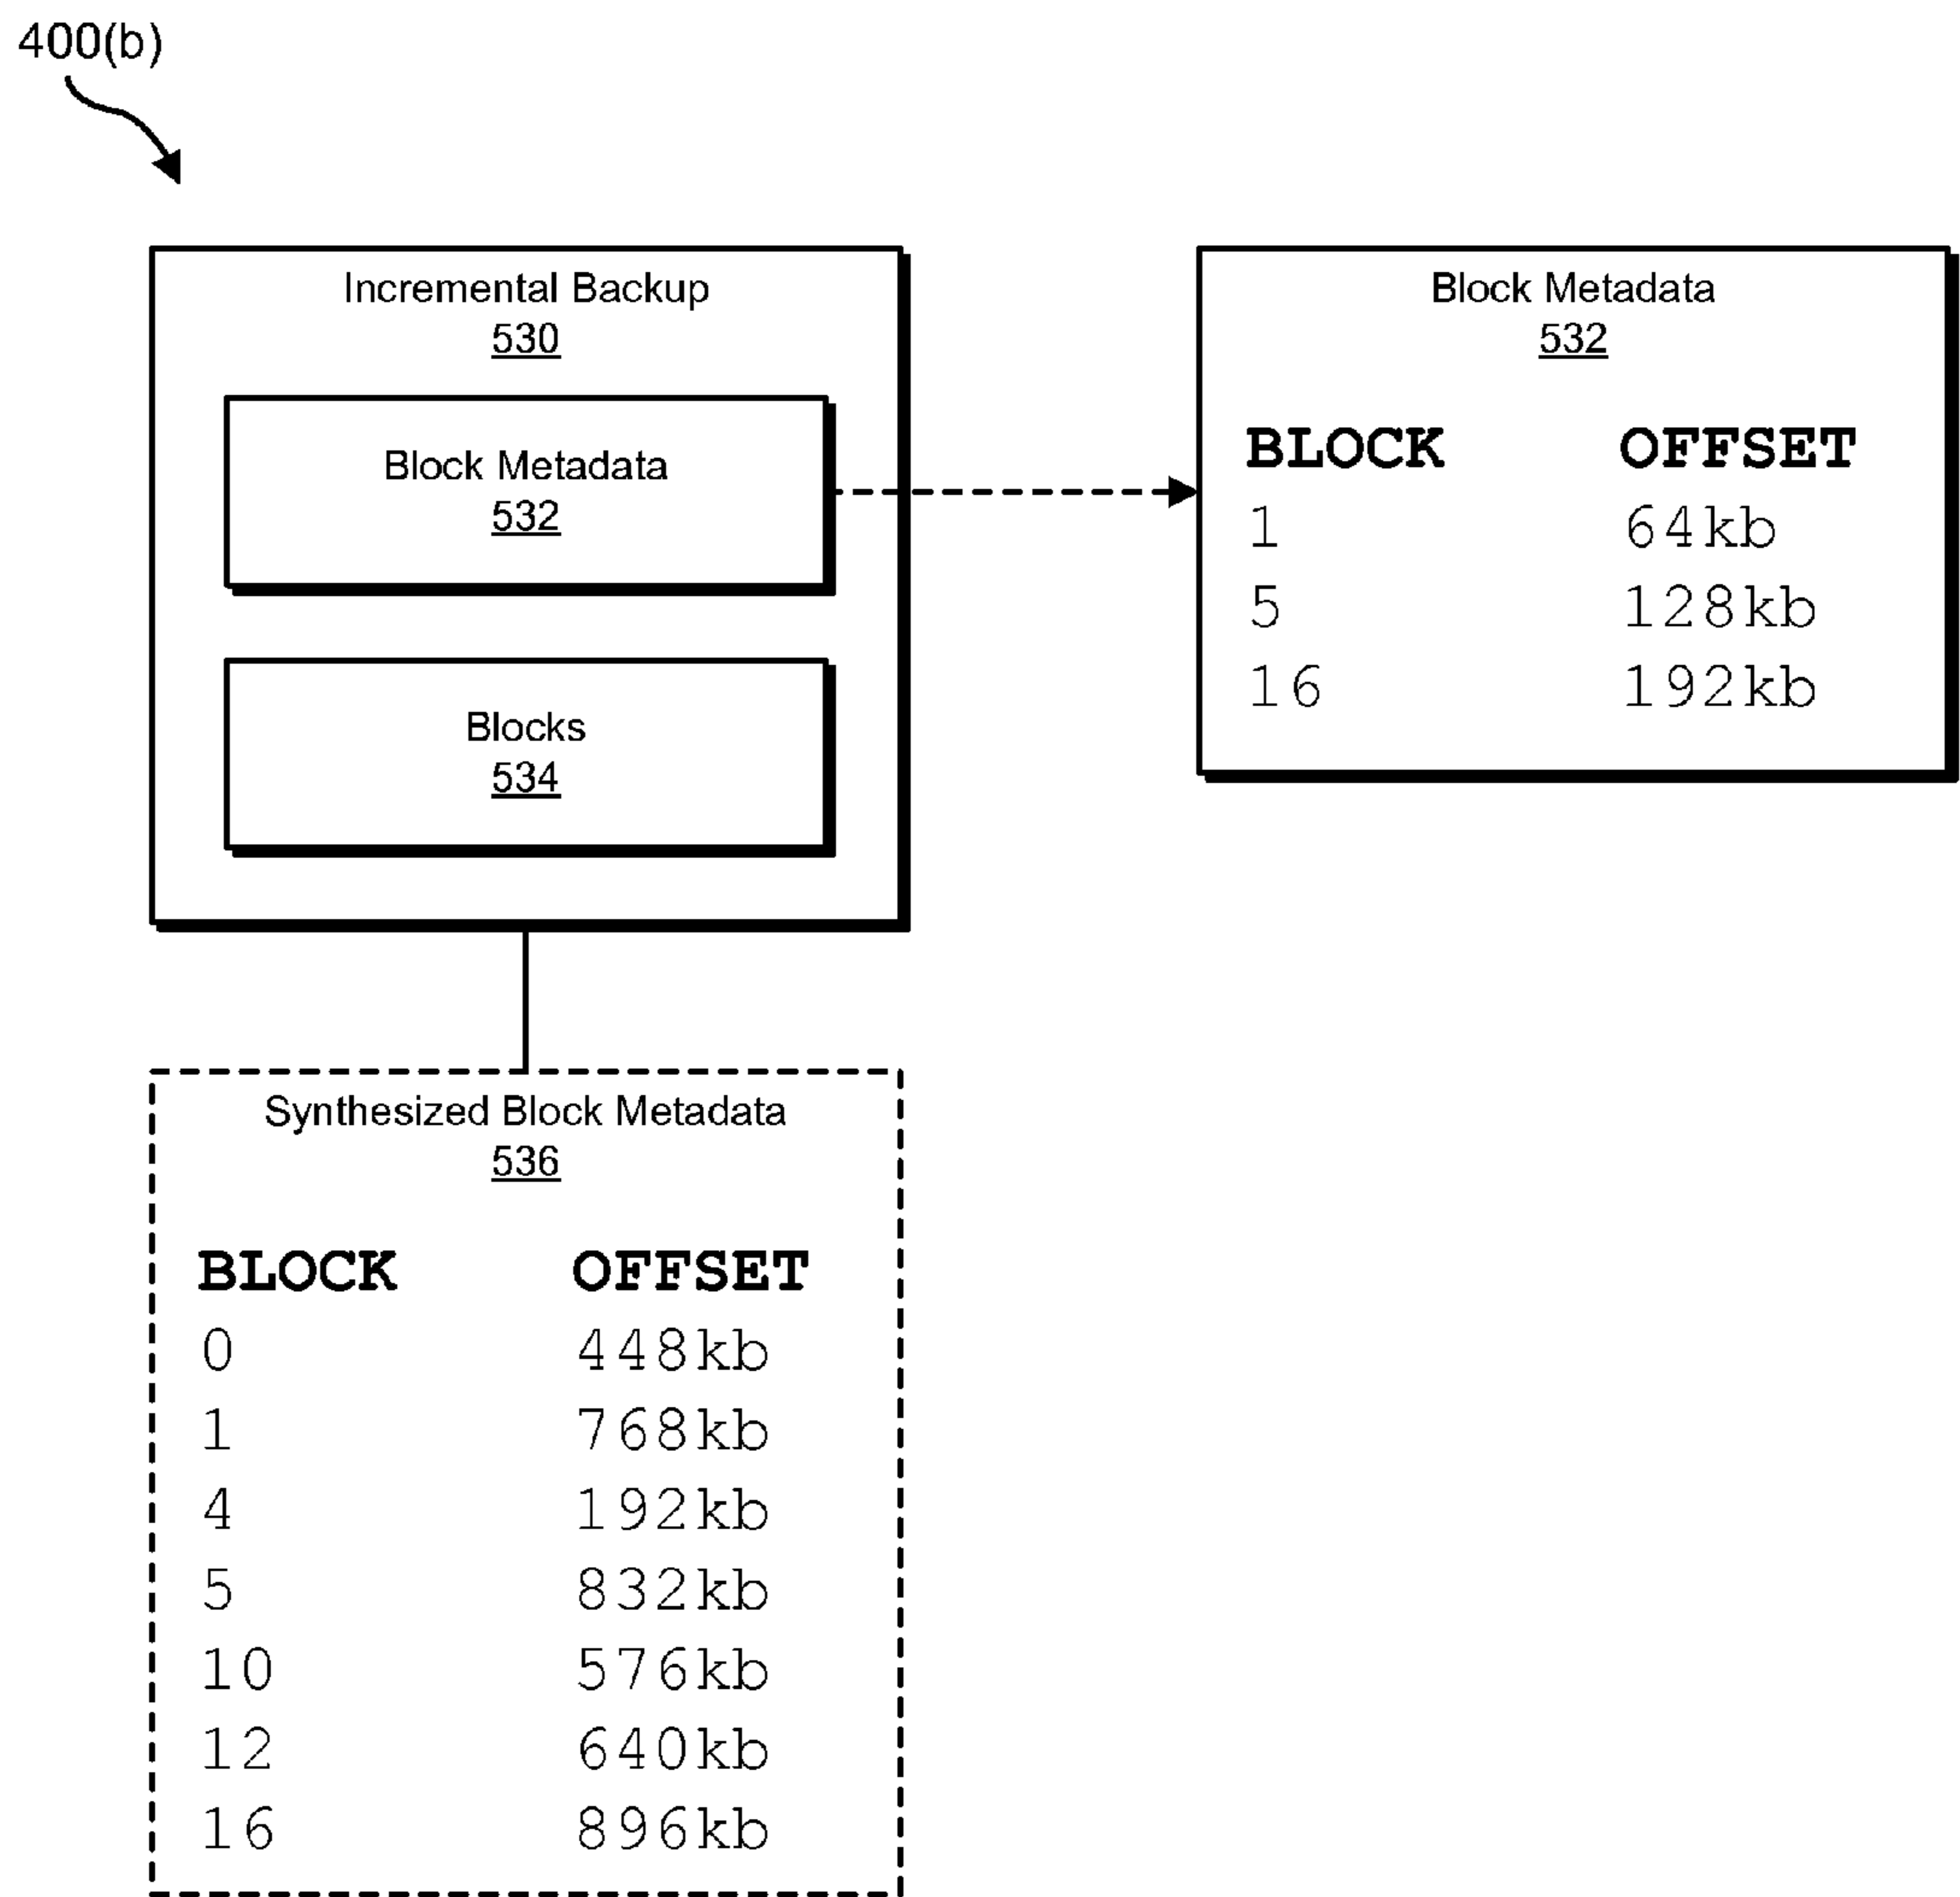 400(b)
Incremental Backup
530
Block Metadata
532
Blocks
534
Block Metadata
532
BLOCK OFFSET
1 64kb
5 128kb
16 192kb
Synthesized Block Metadata
536
BLOCK OFFSET
0 448kb
1 768kb
4 192kb
5 832kb
10 576kb
12 640kb
16 896kb